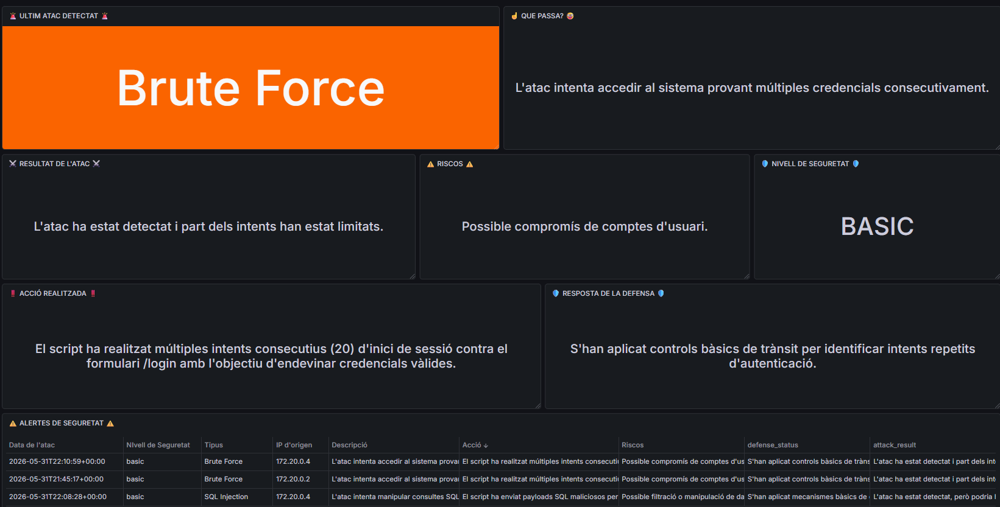 🚨 ULTIM ATAC DETECTAT 🚨
Brute Force
☝️ QUE PASSA? 🤡
L'atac intenta accedir al sistema provant múltiples credencials consecutivament.
⚔️ RESULTAT DE L'ATAC ⚔️
L'atac ha estat detectat i part dels intents han estat limitats.
⚠️ RISCOS ⚠️
Possible compromís de comptes d'usuari.
🛡️ NIVELL DE SEGURETAT 🛡️
BASIC
‼️ ACCIÓ REALITZADA ‼️
El script ha realitzat múltiples intents consecutius (20) d'inici de sessió contra el
formulari /login amb l'objectiu d'endevinar credencials vàlides.
🛡️ RESPOSTA DE LA DEFENSA 🛡️
S'han aplicat controls bàsics de trànsit per identificar intents repetits
d'autenticació.
⚠️ ALERTES DE SEGURETAT ⚠️
Data de l'atac NIvell de Seguretat Tipus IP d'origen Descripció Acció ↓ Riscos defense_status attack_result
2026-05-31T22:10:59+00:00 basic Brute Force 172.20.0.4 L'atac intenta accedir al sistema prova El script ha realitzat múltiples intents consecuti Possible compromís de comptes d'us S'han aplicat controls bàsics de tràns L'atac ha estat detectat i part dels int
2026-05-31T21:45:17+00:00 basic Brute Force 172.20.0.2 L'atac intenta accedir al sistema prova El script ha realitzat múltiples intents consecuti Possible compromís de comptes d'us S'han aplicat controls bàsics de tràns L'atac ha estat detectat i part dels int
2026-05-31T22:08:28+00:00 basic SQL Injection 172.20.0.4 L'atac intenta manipular consultes SQL El script ha enviat payloads SQL maliciosos per Possible filtració o manipulació de da S'han aplicat mecanismes bàsics de L'atac ha estat detectat, però podria